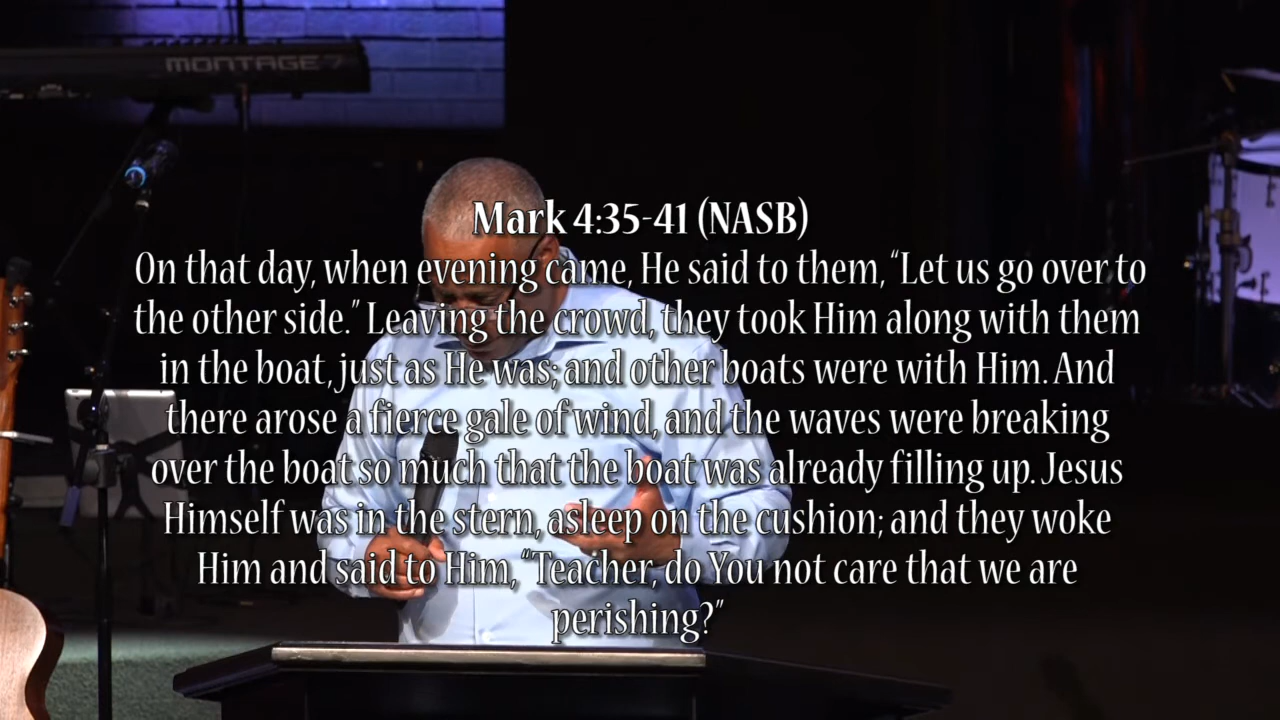 MONTAGE 7
Mark 4:35-41 (NASB)
On that day, when evening came, He said to them, “Let us go over to
the other side.” Leaving the crowd, they took Him along with them
in the boat, just as He was; and other boats were with Him. And
there arose a fierce gale of wind, and the waves were breaking
over the boat so much that the boat was already filling up. Jesus
Himself was in the stern, asleep on the cushion; and they woke
Him and said to Him, “Teacher, do You not care that we are
perishing?”